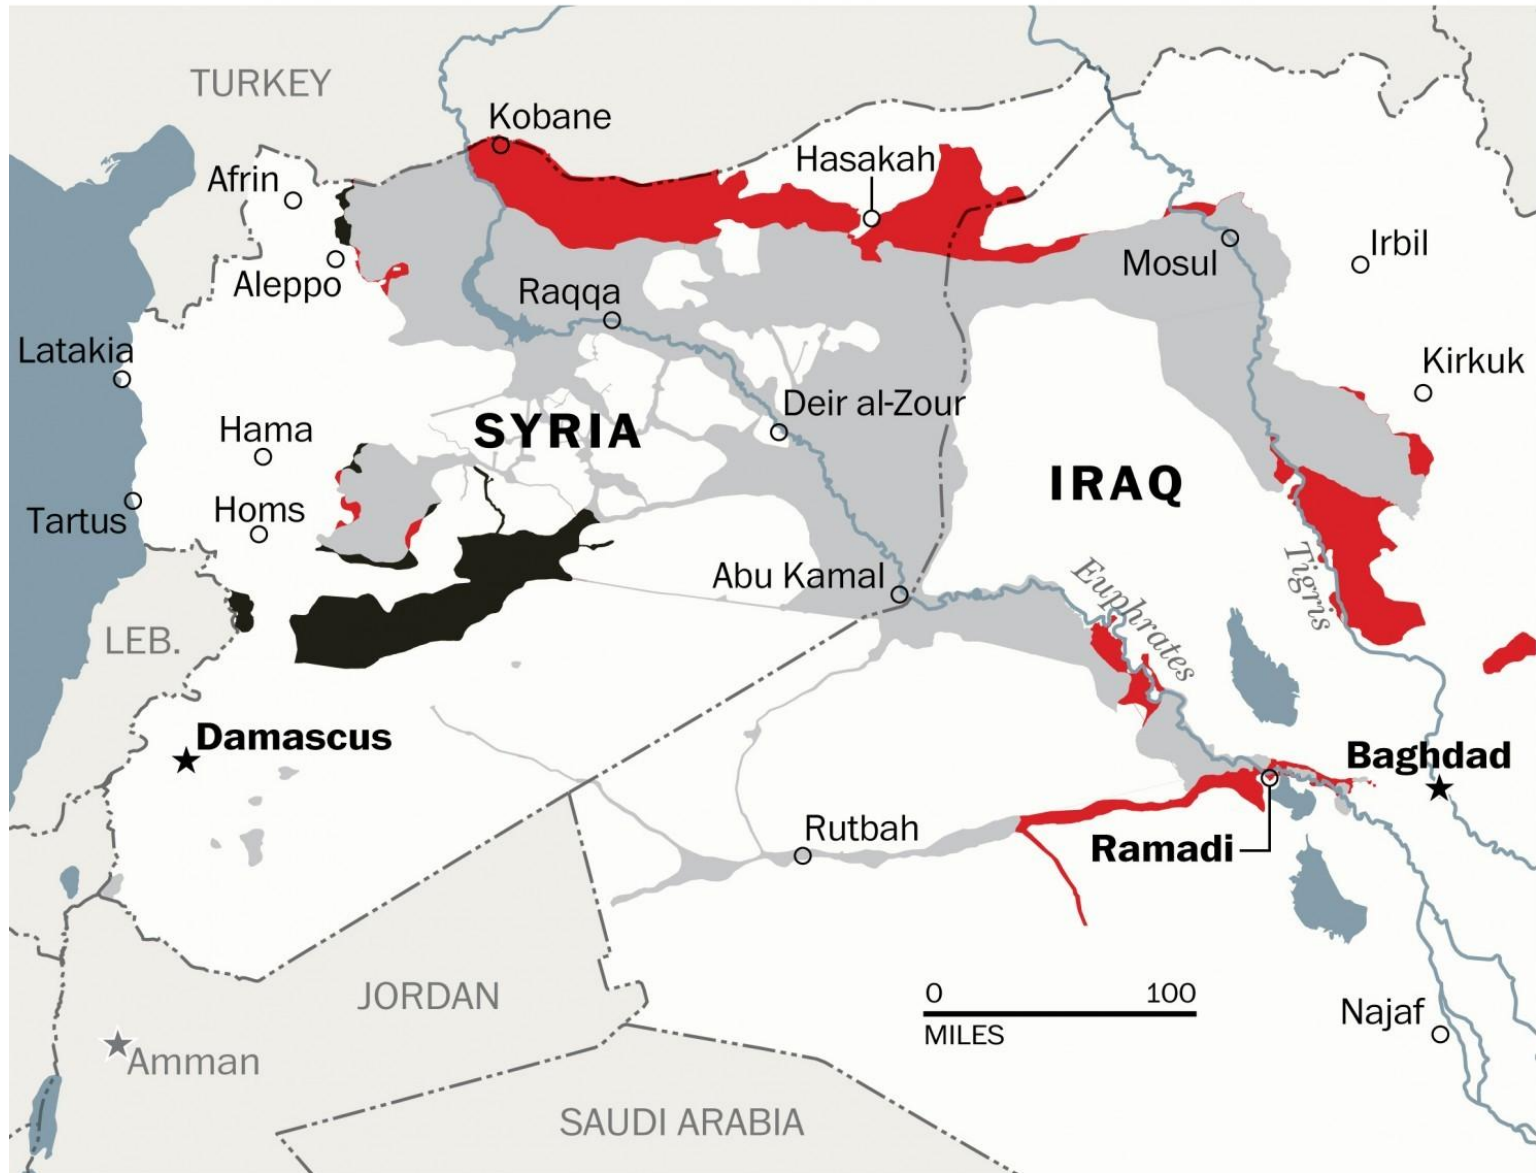 TURKEY
Kobane
Hasakah
Afrin
Aleppo
Mosul
Irbil
Raqqa
Latakia
Kirkuk
Deir al-Zour
Hama
SYRIA
IRAQ
Homs
Tartus
Abu Kamal
Euphrates
Tigris
LEB.
Damascus
Baghdad
Rutbah
Ramadi
JORDAN
0 100
MILES
Najaf
Amman
SAUDI ARABIA